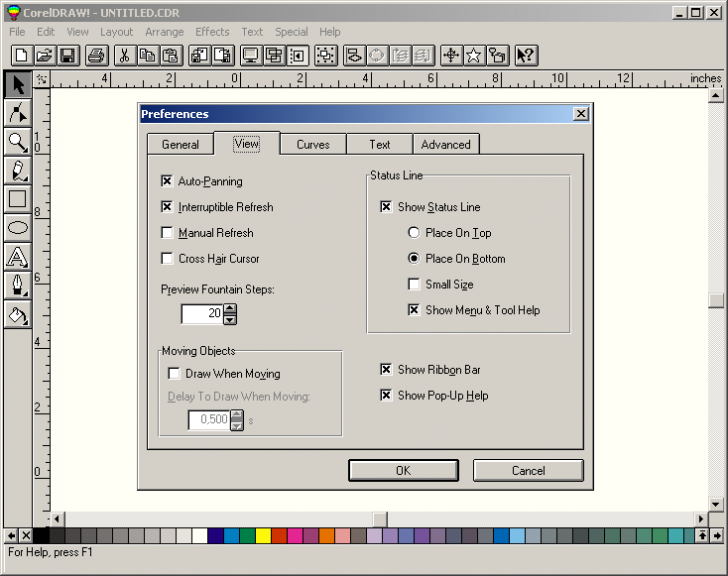 CorelDRAW! - UNTITLED.CDR
File Edit View Layout Arrange Effects Text Special Help
4 2 0 2 4 6 8 10 12 inches
Preferences
General View Curves Text Advanced
Auto-Panning
Interruptible Refresh
Manual Refresh
Cross Hair Cursor
Preview Fountain Steps:
20
Moving Objects
Draw When Moving
Delay To Draw When Moving:
0,500 s
Status Line
Show Status Line
Place On Top
Place On Bottom
Small Size
Show Menu & Tool Help
Show Ribbon Bar
Show Pop-Up Help
OK Cancel
10
8
6
4
2
0
For Help, press F1